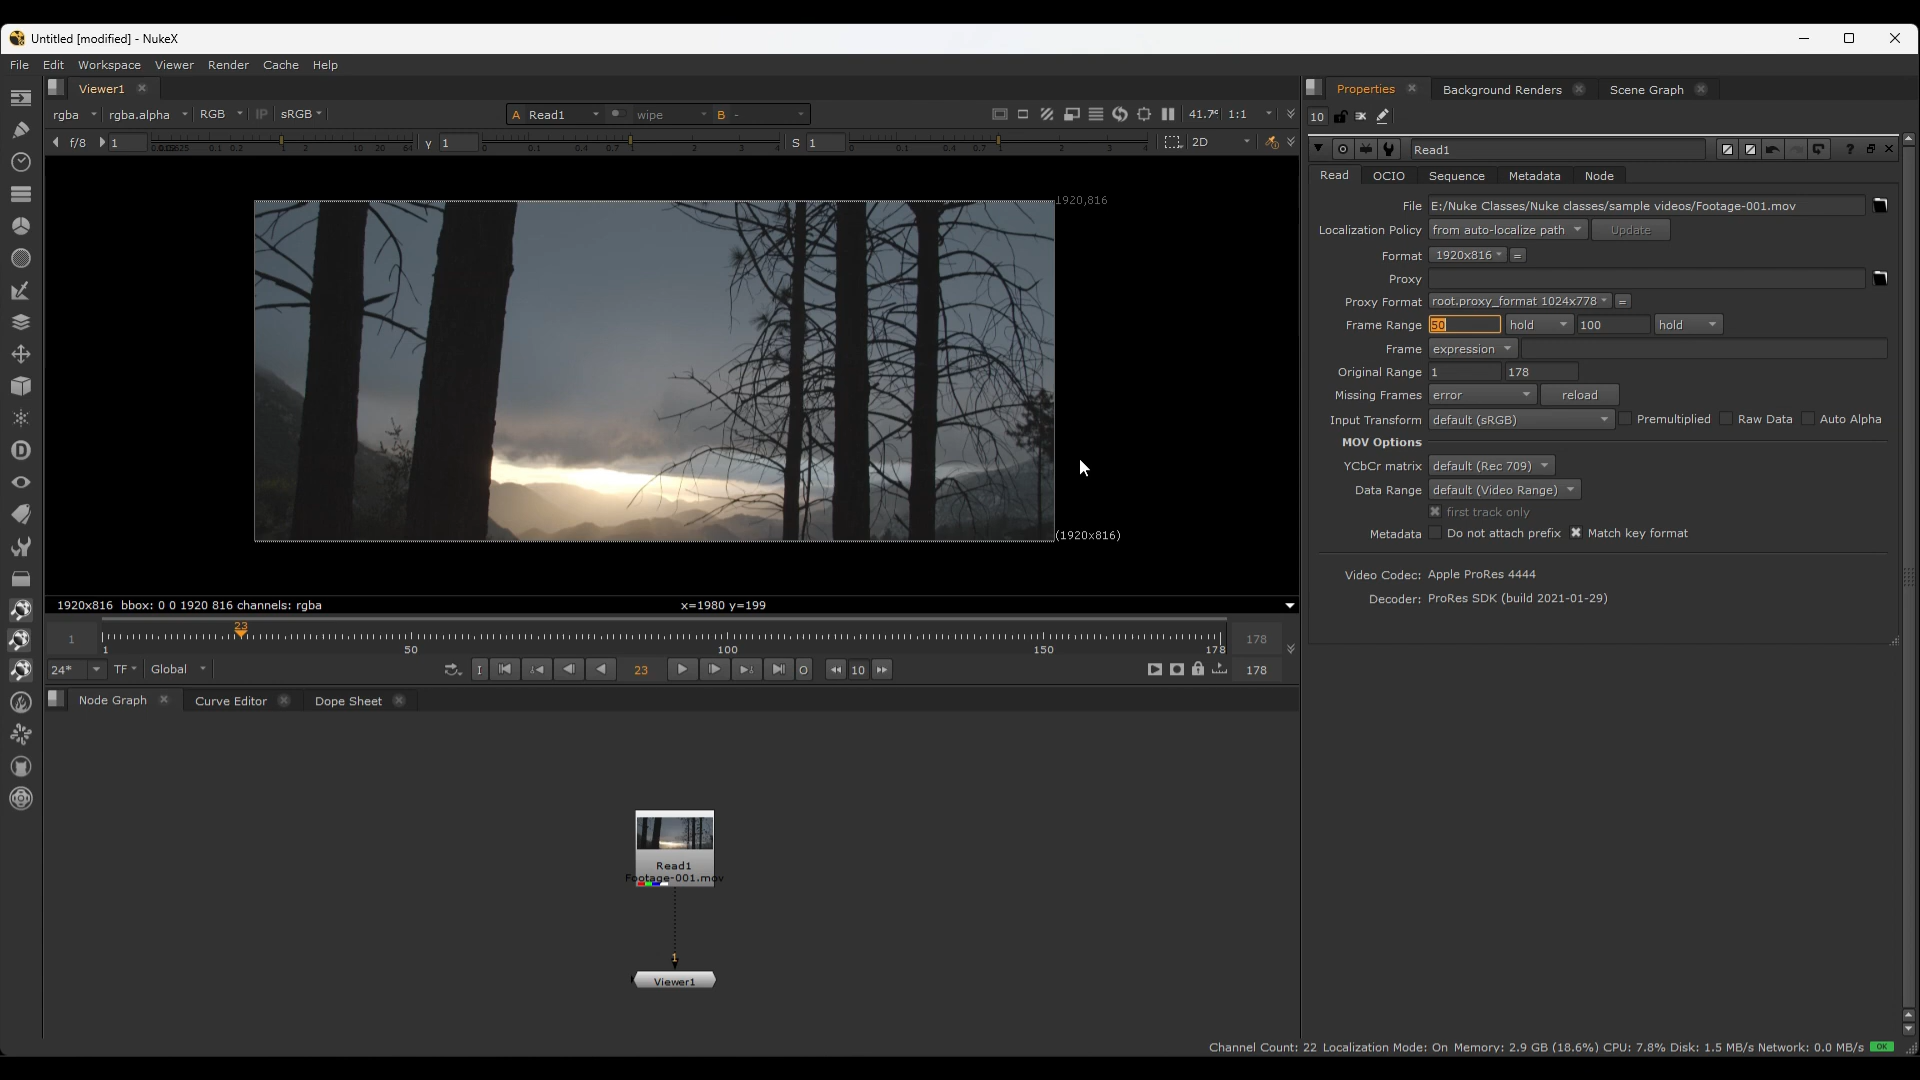 Untitled [modified] - NukeX
File Edit Workspace Viewer Render Cache Help
Viewer1
rgba rgba.alpha RGB IP sRGB A Read1 wipe B - 1:1
f/8 1 Y 1 S 1 2D
1920,816
(1920x816)
1920x816 bbox: 0 0 1920 816 channels: rgba x=1980 y=199
23
1 178
1 50 100 150 178
24* TF Global I 23 O 10 178
Node Graph Curve Editor Dope Sheet
Read1
Footage-001.mov
1
Viewer1
Properties Background Renders Scene Graph
10
Read1 ?
Read OCIO Sequence Metadata Node
File E:/Nuke Classes/Nuke classes/sample videos/Footage-001.mov
Localization Policy from auto-localize path Update
Format 1920x816 =
Proxy
Proxy Format root.proxy_format 1024x778 =
Frame Range 50 hold 100 hold
Frame expression
Original Range 1 178
Missing Frames error reload
Input Transform default (sRGB) Premultiplied Raw Data Auto Alpha
MOV Options
YCbCr matrix default (Rec 709)
Data Range default (Video Range)
first track only
Metadata Do not attach prefix Match key format
Video Codec: Apple ProRes 4444
Decoder: ProRes SDK (build 2021-01-29)
Channel Count: 22 Localization Mode: On Memory: 2.9 GB (18.6%) CPU: 7.8% Disk: 1.5 MB/s Network: 0.0 MB/s OK